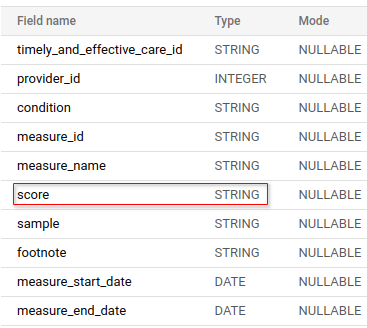 Field name Type Mode
timely_and_effective_care_id STRING NULLABLE
provider_id INTEGER NULLABLE
condition STRING NULLABLE
measure_id STRING NULLABLE
measure_name STRING NULLABLE
score STRING NULLABLE
sample STRING NULLABLE
footnote STRING NULLABLE
measure_start_date DATE NULLABLE
measure_end_date DATE NULLABLE